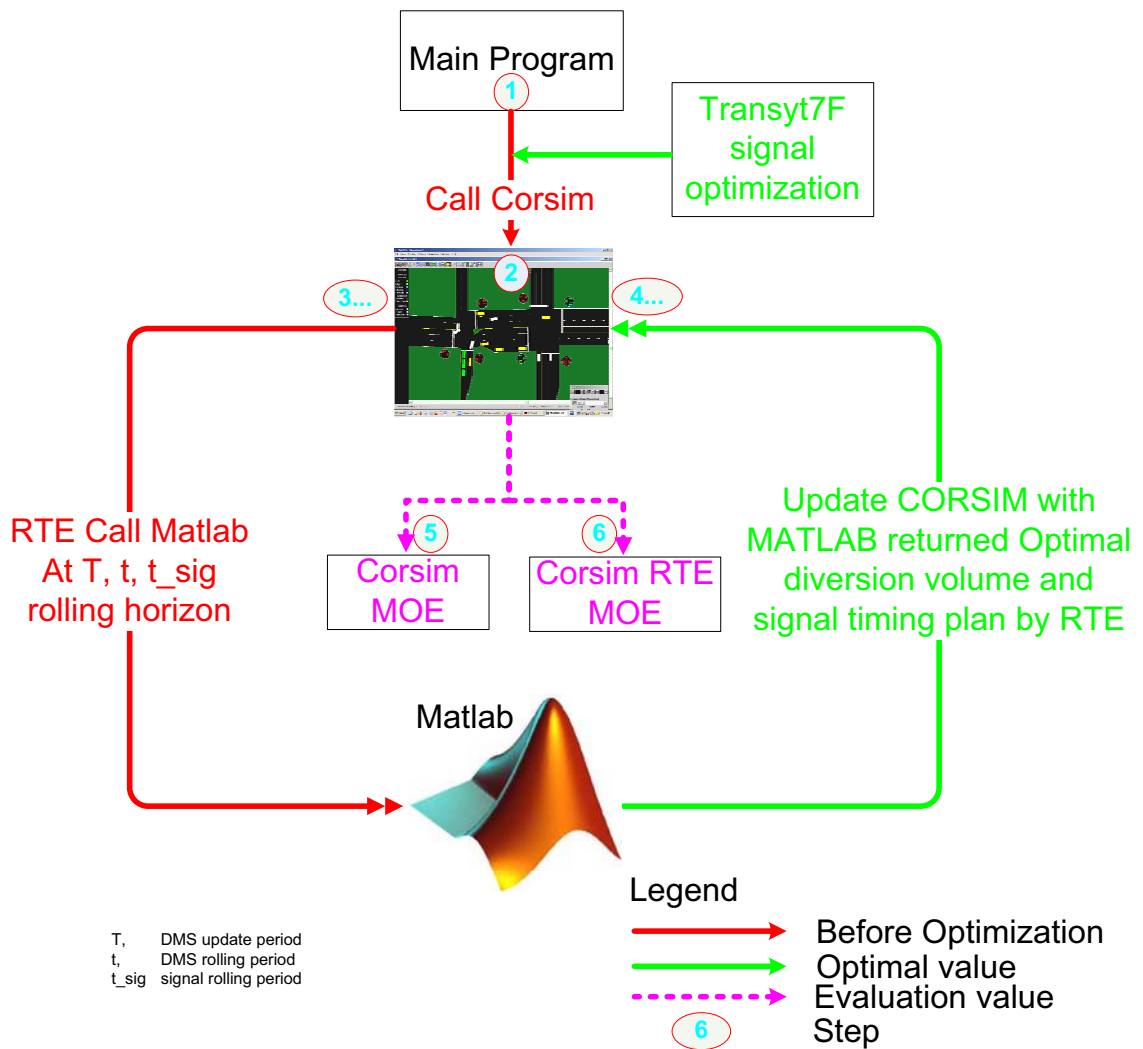 Main Program
1
Transyt7F
signal
optimization
Call Corsim
2
3...
4...
RTE Call Matlab
At T, t, t_sig
rolling horizon
5
6
Corsim
MOE
Corsim RTE
MOE
Update CORSIM with
MATLAB returned Optimal
diversion volume and
signal timing plan by RTE
Matlab
Legend
Before Optimization
Optimal value
Evaluation value
6 Step
T, DMS update period
t, DMS rolling period
t_sig signal rolling period